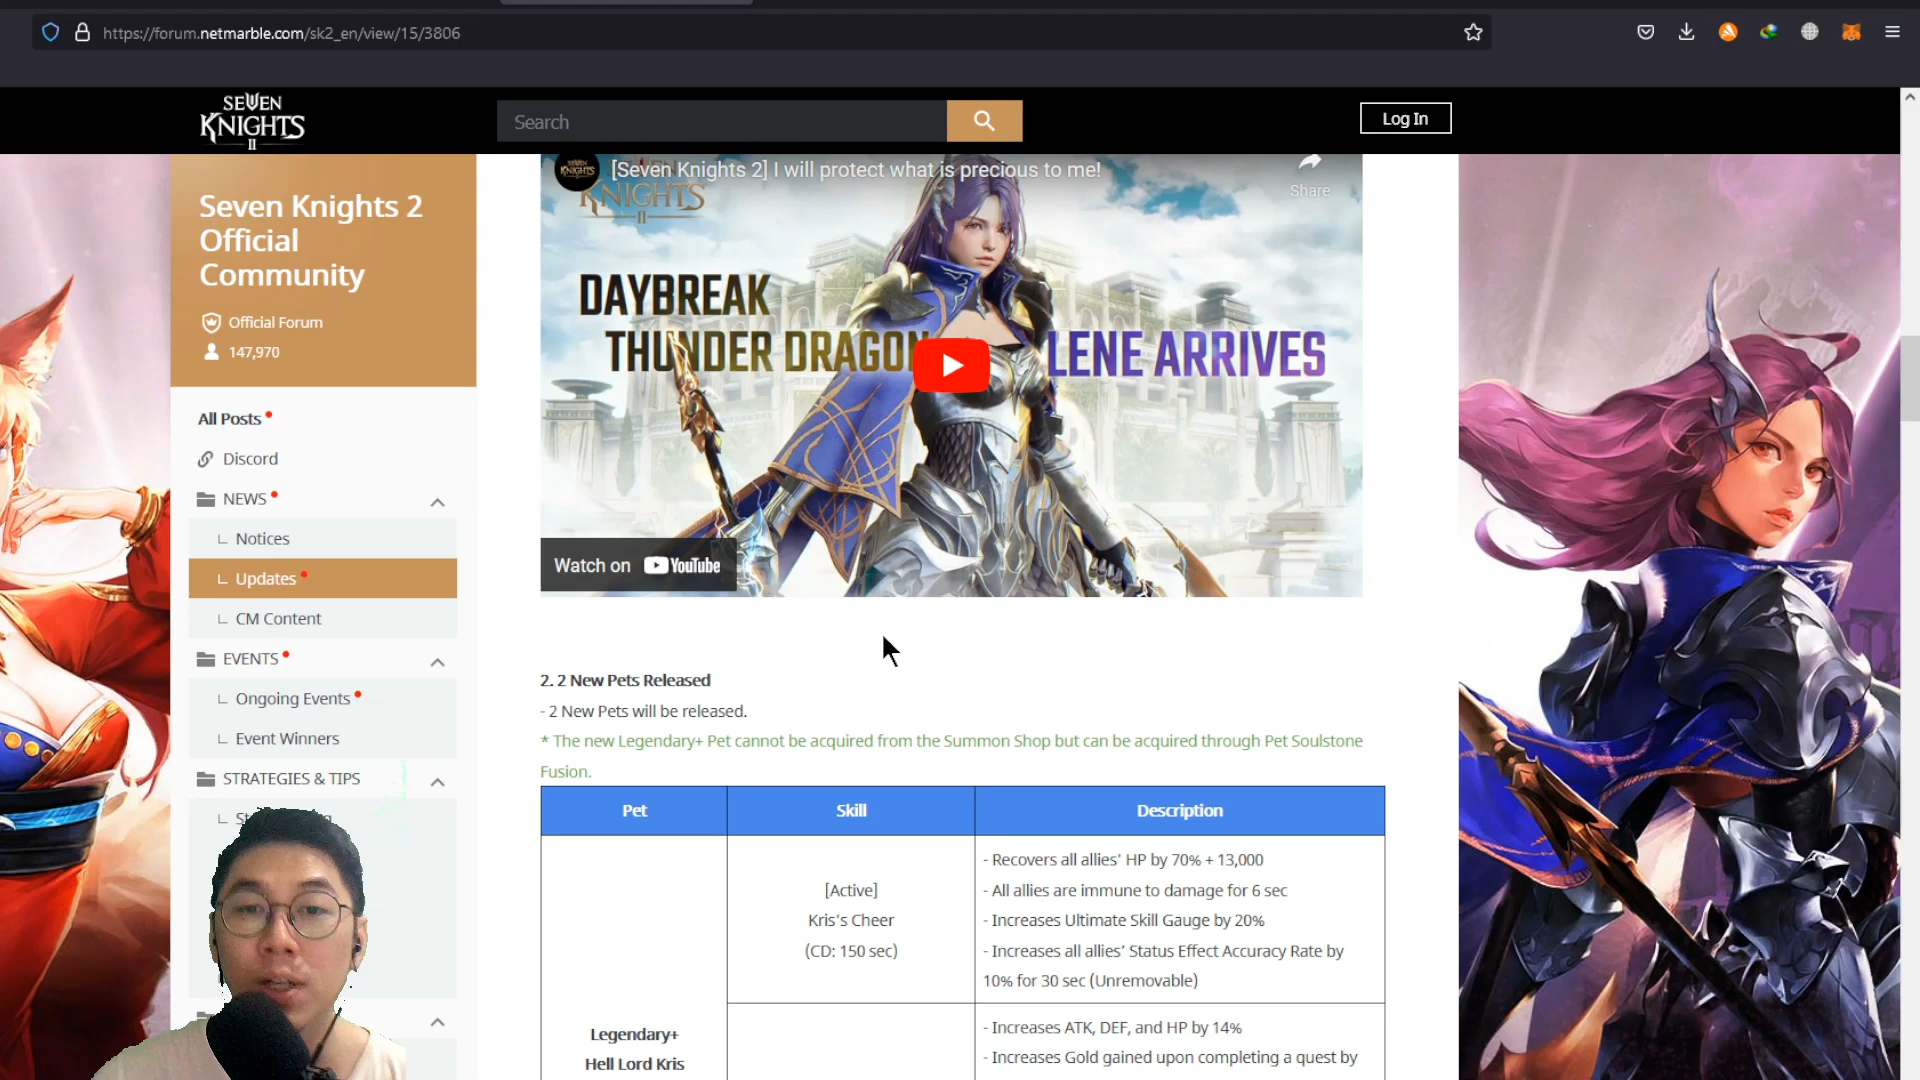 https://forum.netmarble.com/sk2_en/view/15/3806
SEVEN
KNIGHTS
II
Search
Log In
Seven Knights 2
Official
Community
Official Forum
147,970
All Posts
Discord
NEWS
Notices
Updates
CM Content
EVENTS
Ongoing Events
Event Winners
STRATEGIES & TIPS
[Seven Knights 2] I will protect what is precious to me!
Share
KNIGHTS
II
DAYBREAK
THUNDER DRAGON LENE ARRIVES
Watch on YouTube
2. 2 New Pets Released
- 2 New Pets will be released.
* The new Legendary+ Pet cannot be acquired from the Summon Shop but can be acquired through Pet Soulstone
Fusion.
Pet
Skill
Description
[Active]
Kris's Cheer
(CD: 150 sec)
- Recovers all allies' HP by 70% + 13,000
- All allies are immune to damage for 6 sec
- Increases Ultimate Skill Gauge by 20%
- Increases all allies' Status Effect Accuracy Rate by
10% for 30 sec (Unremovable)
Legendary+
Hell Lord Kris
- Increases ATK, DEF, and HP by 14%
- Increases Gold gained upon completing a quest by